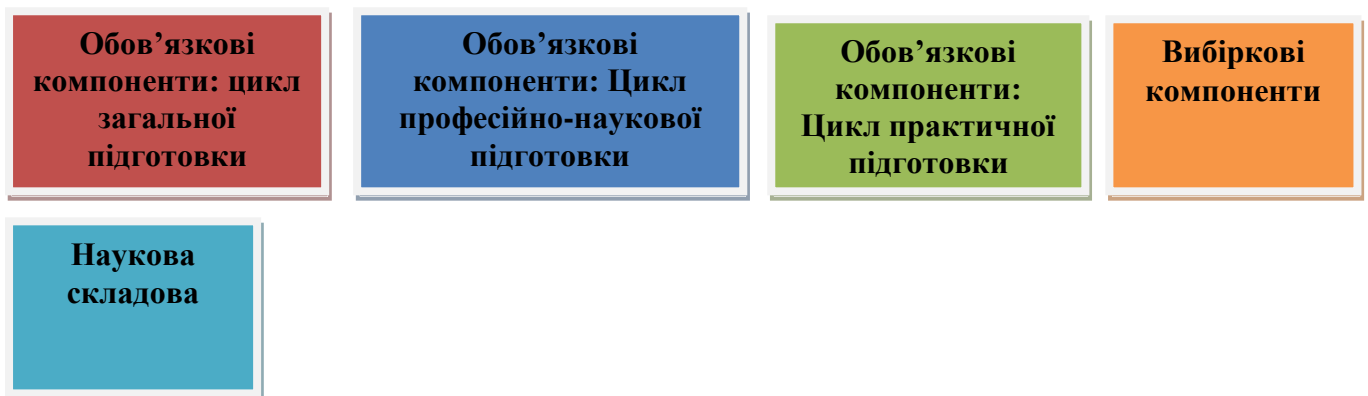 Обов’язкові
компоненти: цикл
загальної
підготовки
Обов’язкові
компоненти: Цикл
професійно-наукової
підготовки
Обов’язкові
компоненти:
Цикл практичної
підготовки
Вибіркові
компоненти
Наукова
складова